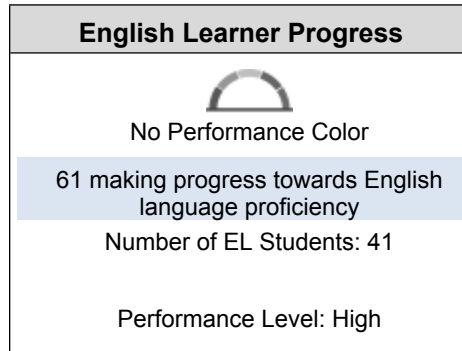 English Learner Progress
No Performance Color
61 making progress towards English
language proficiency
Number of EL Students: 41
Performance Level: High